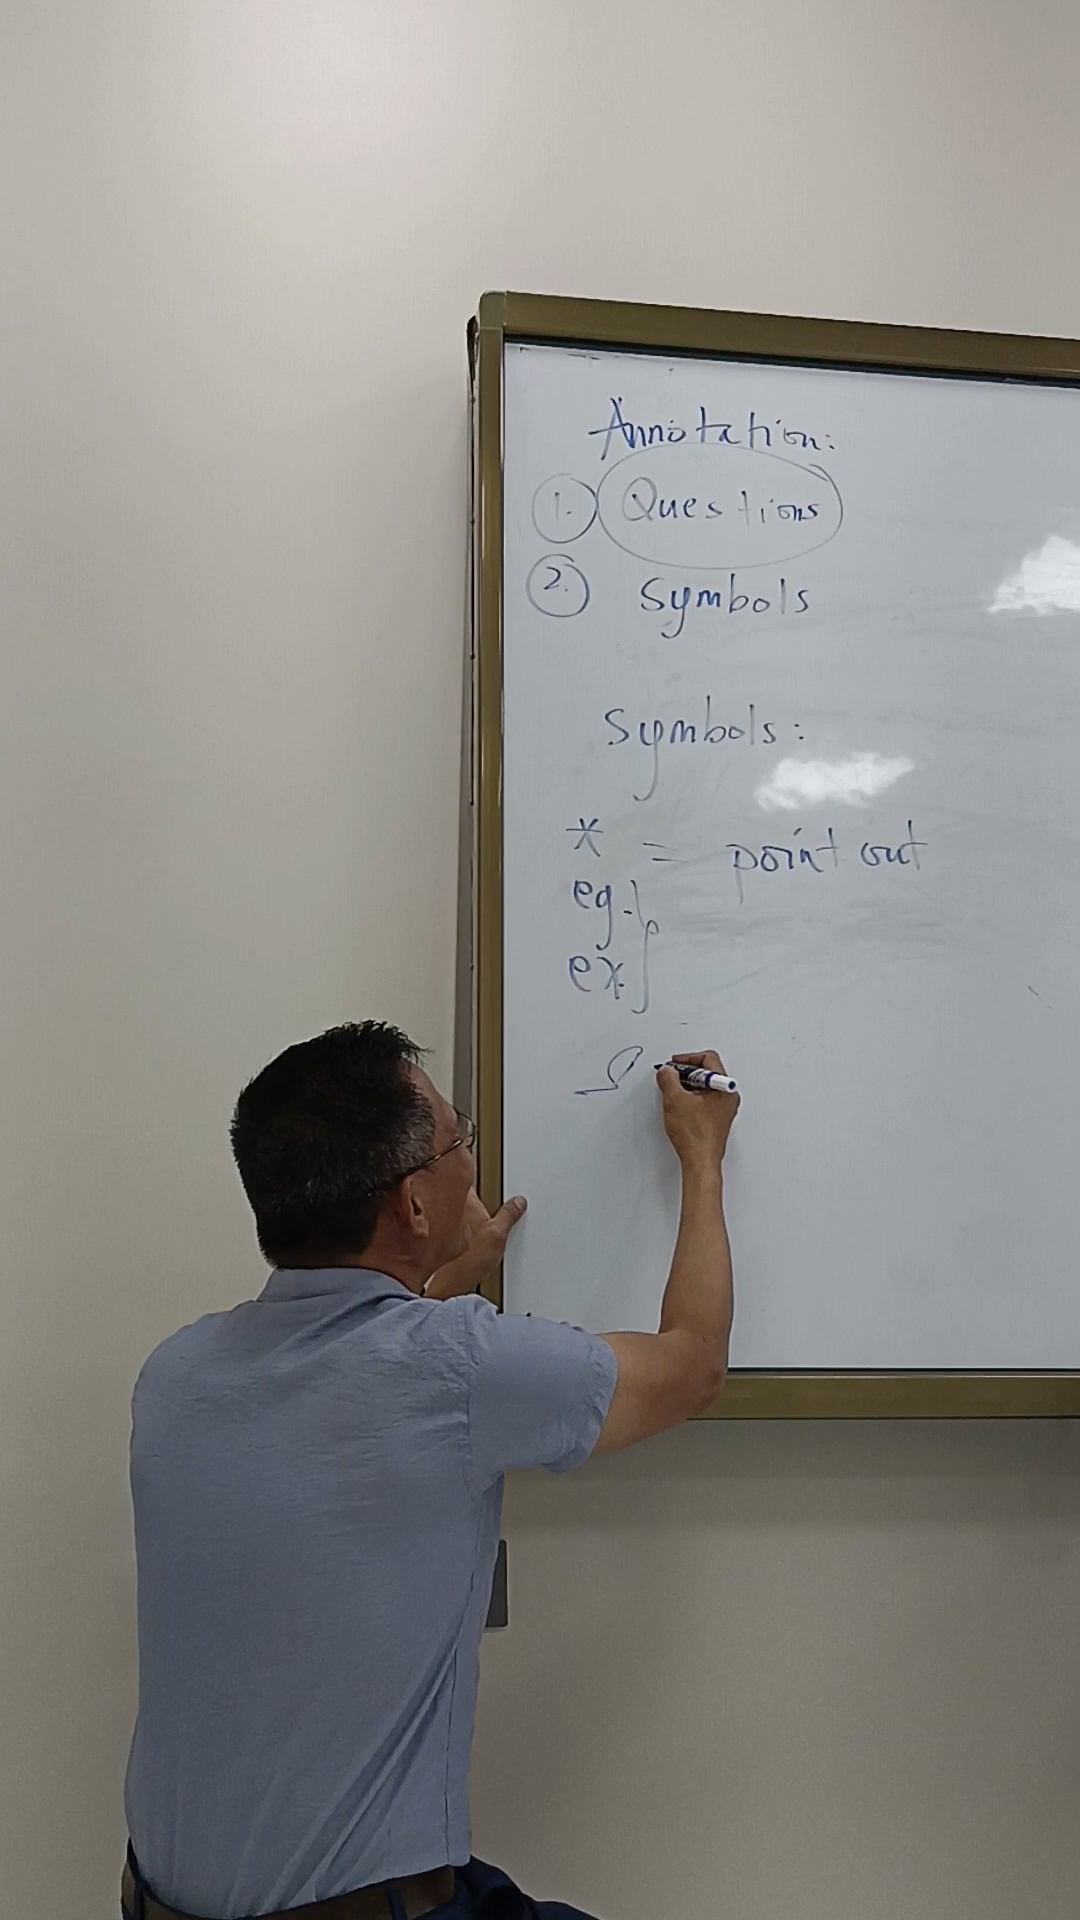 Annotation:
1. Questions
2. Symbols
Symbols:
* = point out
eg.
ex.